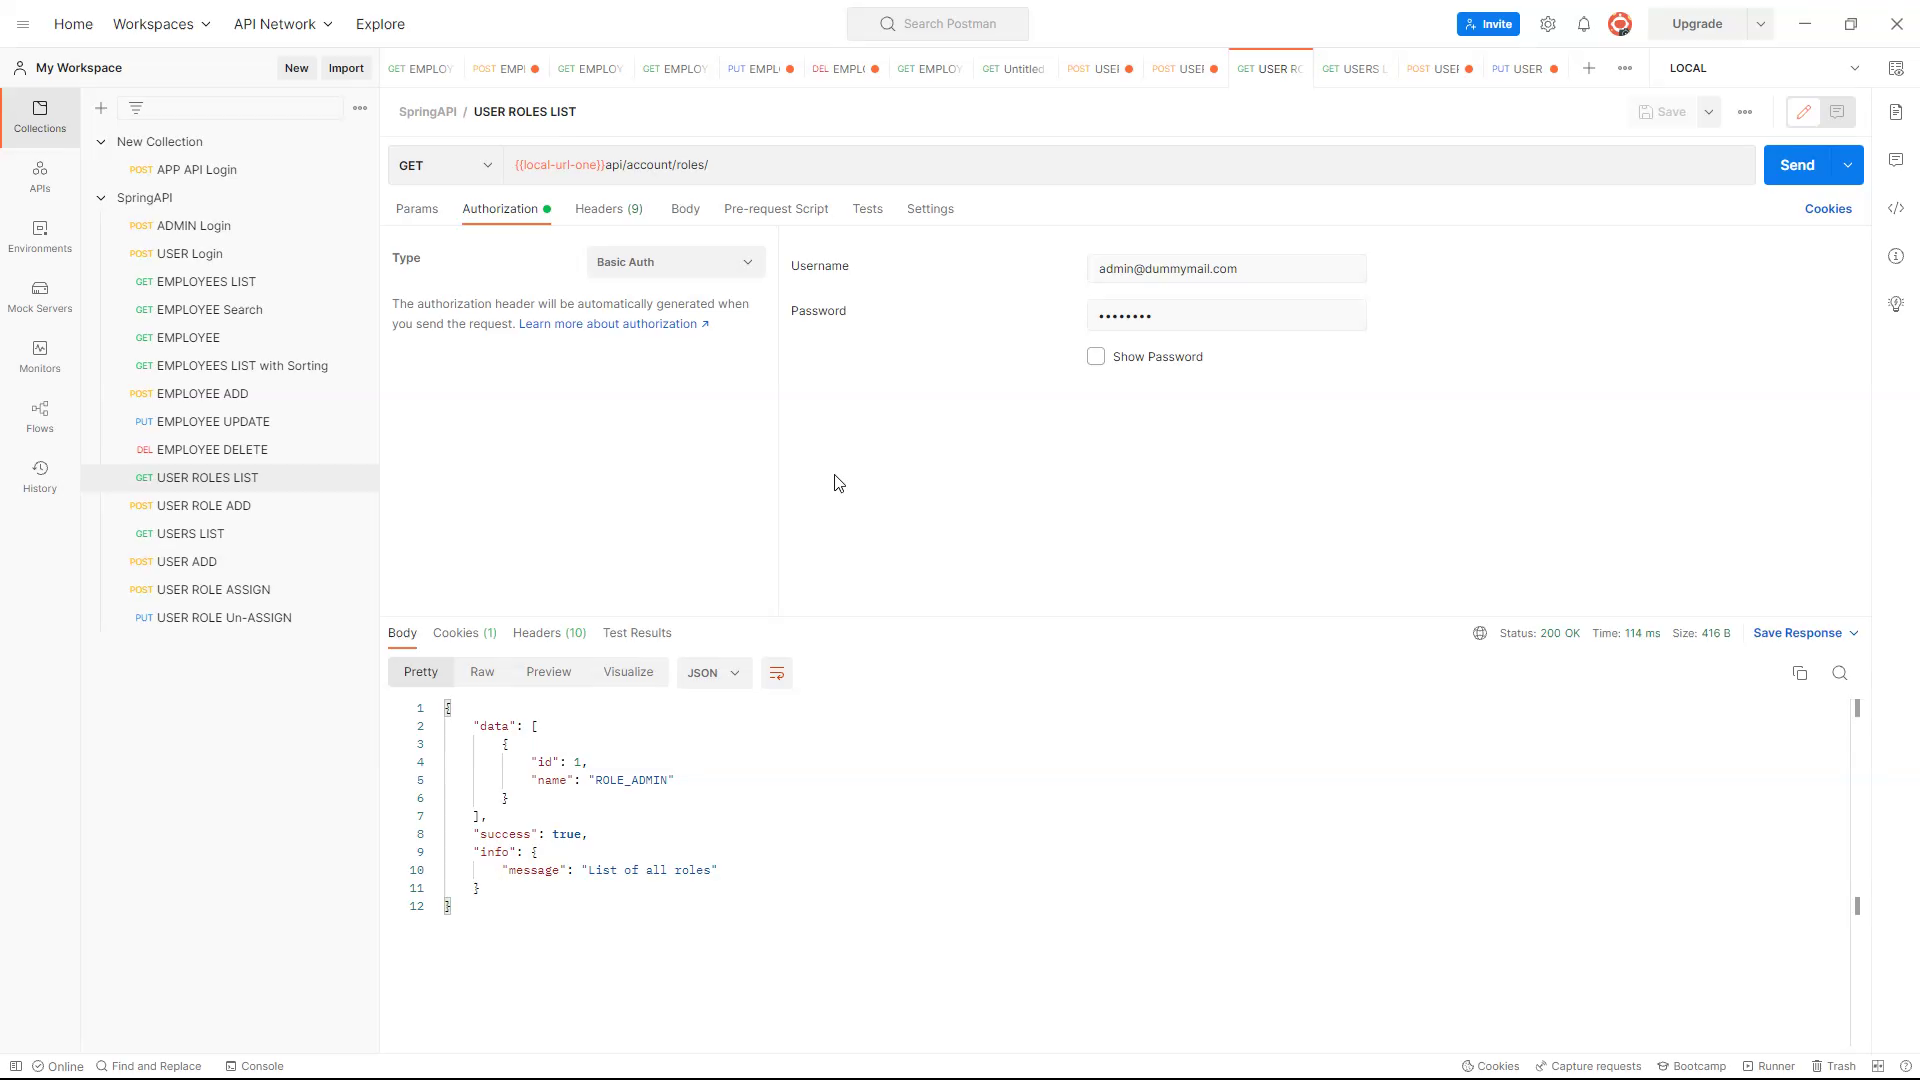 Home Workspaces API Network Explore Search Postman Invite Upgrade
My Workspace New Import
GET EMPLOY POST EMPL GET EMPLOY GET EMPLOY PUT EMPL DEL EMPLO GET EMPLOY GET Untitled POST USER POST USER GET USER RO GET USERS L POST USER PUT USER LOCAL
SpringAPI / USER ROLES LIST Save
GET {{local-url-one}}api/account/roles/ Send
Params Authorization Headers (9) Body Pre-request Script Tests Settings Cookies
Type Basic Auth
The authorization header will be automatically generated when
you send the request. Learn more about authorization ↗
Username admin@dummymail.com
Password ••••••••
Show Password
Collections
APIs
Environments
Mock Servers
Monitors
Flows
History
New Collection
POST APP API Login
SpringAPI
POST ADMIN Login
POST USER Login
GET EMPLOYEES LIST
GET EMPLOYEE Search
GET EMPLOYEE
GET EMPLOYEES LIST with Sorting
POST EMPLOYEE ADD
PUT EMPLOYEE UPDATE
DEL EMPLOYEE DELETE
GET USER ROLES LIST
POST USER ROLE ADD
GET USERS LIST
POST USER ADD
POST USER ROLE ASSIGN
PUT USER ROLE Un-ASSIGN
Body Cookies (1) Headers (10) Test Results Status: 200 OK Time: 114 ms Size: 416 B Save Response
Pretty Raw Preview Visualize JSON
1 {
2 "data": [
3 {
4 "id": 1,
5 "name": "ROLE_ADMIN"
6 }
7 ],
8 "success": true,
9 "info": {
10 "message": "List of all roles"
11 }
12 }
Online Find and Replace Console Cookies Capture requests Bootcamp Runner Trash